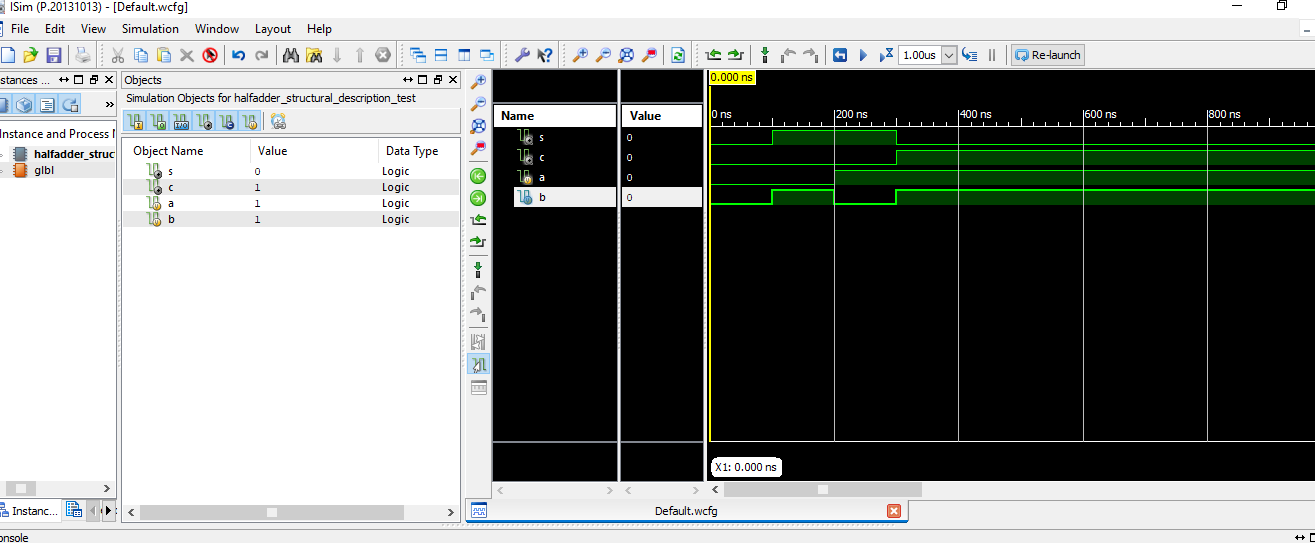 ISim (P.20131013) - [Default.wcfg]
File Edit View Simulation Window Layout Help
1.00us Re-launch
nstances ... Objects
Simulation Objects for halfadder_structural_description_test
Instance and Process N
halfadder_struc
glbl
Object Name Value Data Type
s 0 Logic
c 1 Logic
a 1 Logic
b 1 Logic
Name Value
s 0
c 0
a 0
b 0
0.000 ns
0 ns 200 ns 400 ns 600 ns 800 ns
X1: 0.000 ns
Instanc...
Default.wcfg
onsole